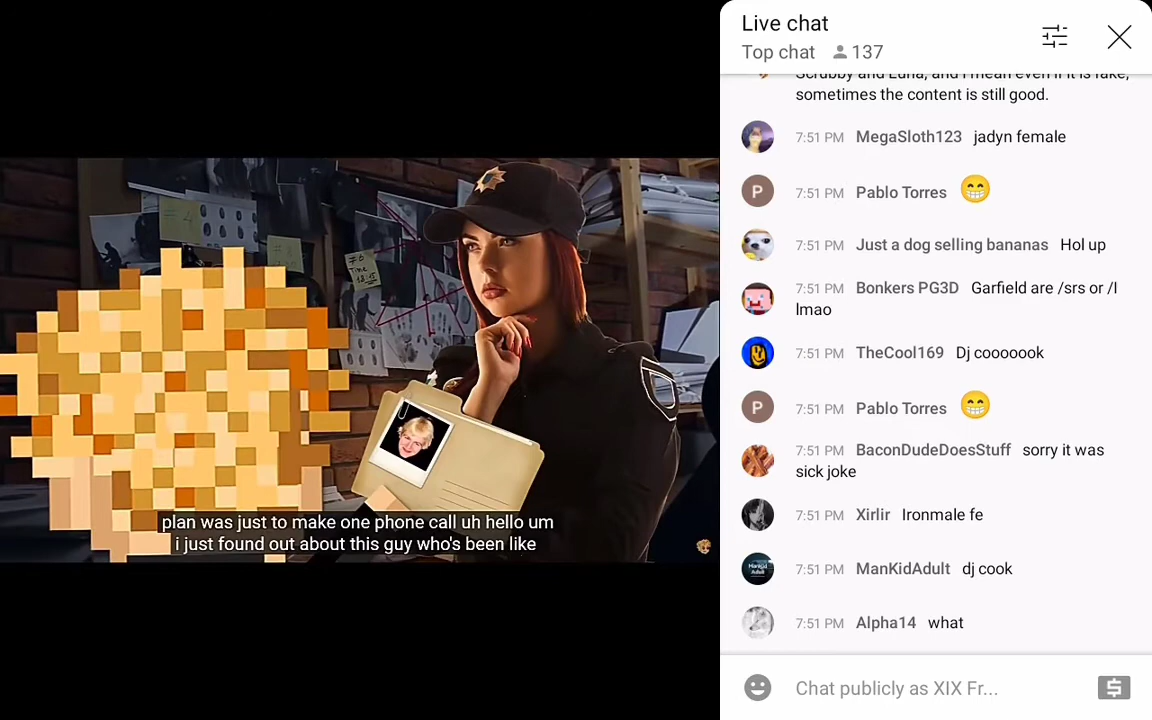 Live chat
Top chat 137
Scrubby and Luna, and I mean even if it is fake,
sometimes the content is still good.
7:51 PM MegaSloth123 jadyn female
P 7:51 PM Pablo Torres 😁
7:51 PM Just a dog selling bananas Hol up
7:51 PM Bonkers PG3D Garfield are /srs or /l
lmao
7:51 PM TheCool169 Dj cooooook
P 7:51 PM Pablo Torres 😁
7:51 PM BaconDudeDoesStuff sorry it was
sick joke
7:51 PM Xirlir Ironmale fe
7:51 PM ManKidAdult dj cook
7:51 PM Alpha14 what
Chat publicly as XIX Fr...
#6
Time
plan was just to make one phone call uh hello um
i just found out about this guy who's been like